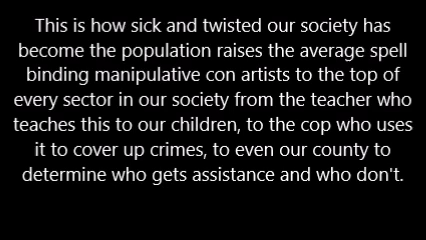 This is how sick and twisted our society has
become the population raises the average spell
binding manipulative con artists to the top of
every sector in our society from the teacher who
teaches this to our children, to the cop who uses
it to cover up crimes, to even our county to
determine who gets assistance and who don't.